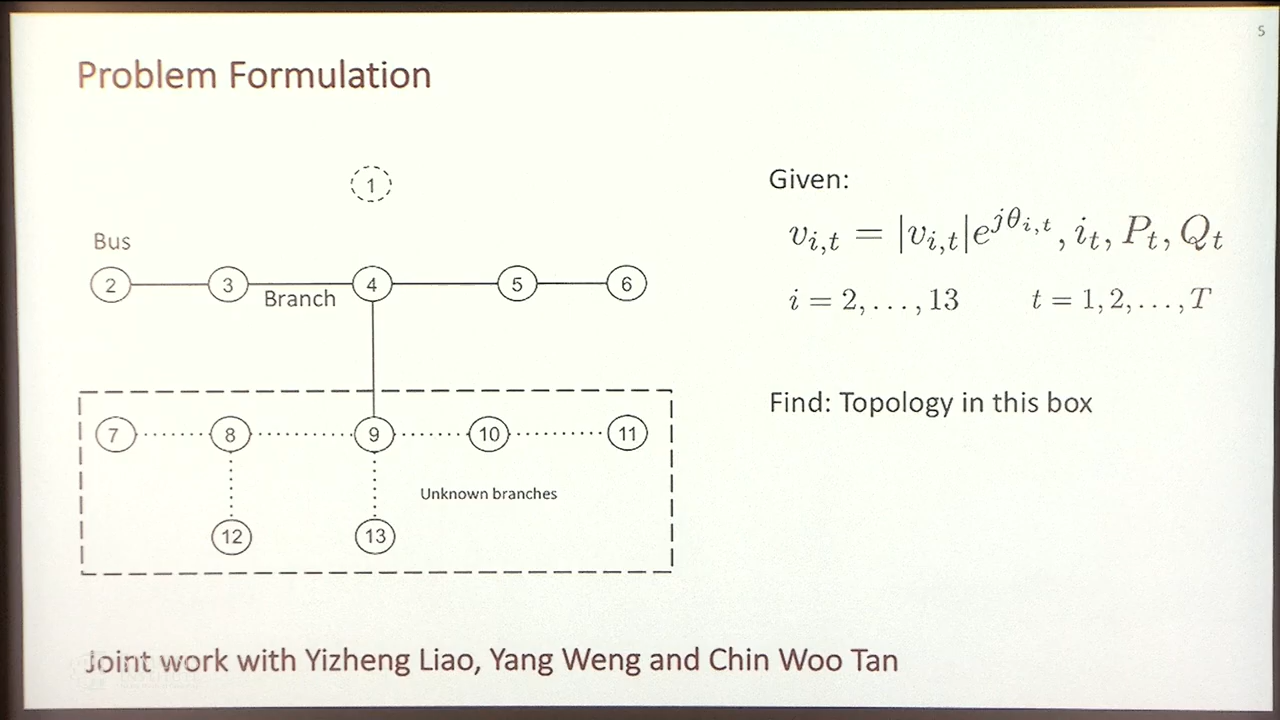 5
Problem Formulation
1
Bus
2 3 4 5 6
Branch
7 8 9 10 11
Unknown branches
12 13
Given:
v_{i,t} = |v_{i,t}|e^{jθ_{i,t}}, i_t, P_t, Q_t
i = 2, . . . , 13 t = 1, 2, . . . , T
Find: Topology in this box
Joint work with Yizheng Liao, Yang Weng and Chin Woo Tan